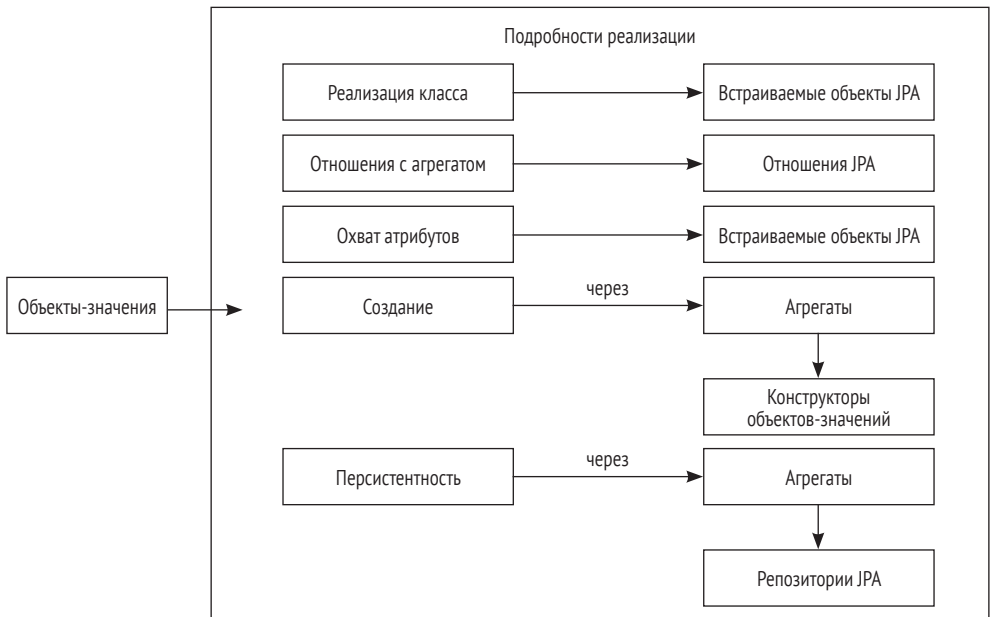 Подробности реализации
Реализация класса
Встраиваемые объекты JPA
Отношения с агрегатом
Отношения JPA
Охват атрибутов
Встраиваемые объекты JPA
Объекты-значения
Создание
через
Агрегаты
Конструкторы
объектов-значений
Персистентность
через
Агрегаты
Репозитории JPA